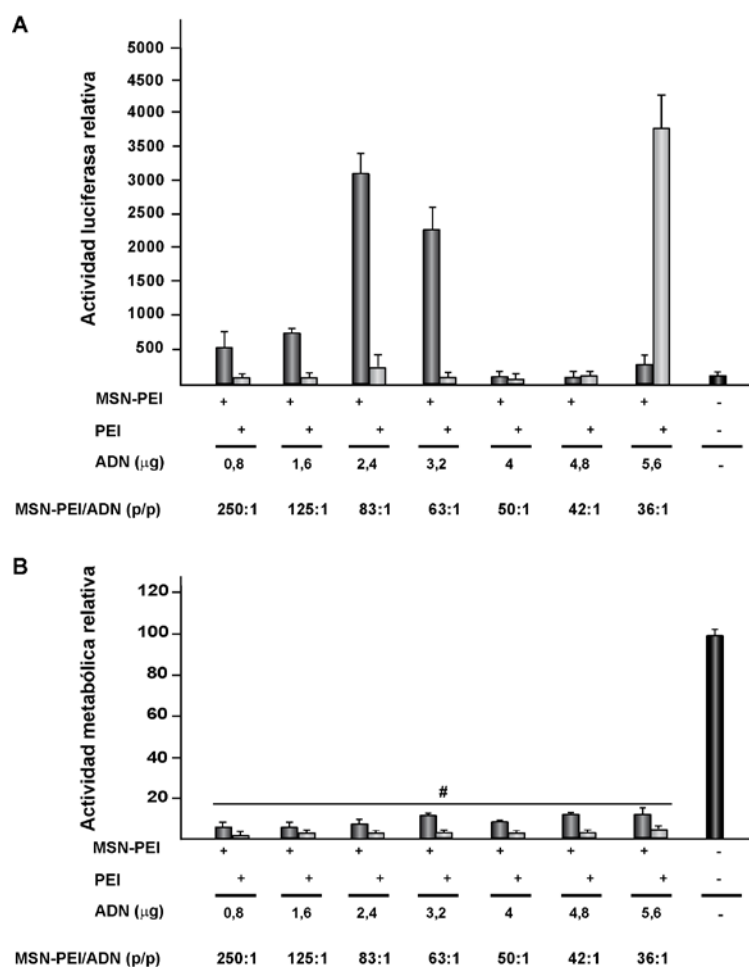 A
Actividad luciferasa relativa
5000
4500
4000
3500
3000
2500
2000
1500
1000
500
MSN-PEI + + + + + + + -
PEI + + + + + + + -
ADN (μg) 0,8 1,6 2,4 3,2 4 4,8 5,6 -
MSN-PEI/ADN (p/p) 250:1 125:1 83:1 63:1 50:1 42:1 36:1
B
Actividad metabólica relativa
120
100
80
60
40
20
#
MSN-PEI + + + + + + + -
PEI + + + + + + + -
ADN (μg) 0,8 1,6 2,4 3,2 4 4,8 5,6 -
MSN-PEI/ADN (p/p) 250:1 125:1 83:1 63:1 50:1 42:1 36:1